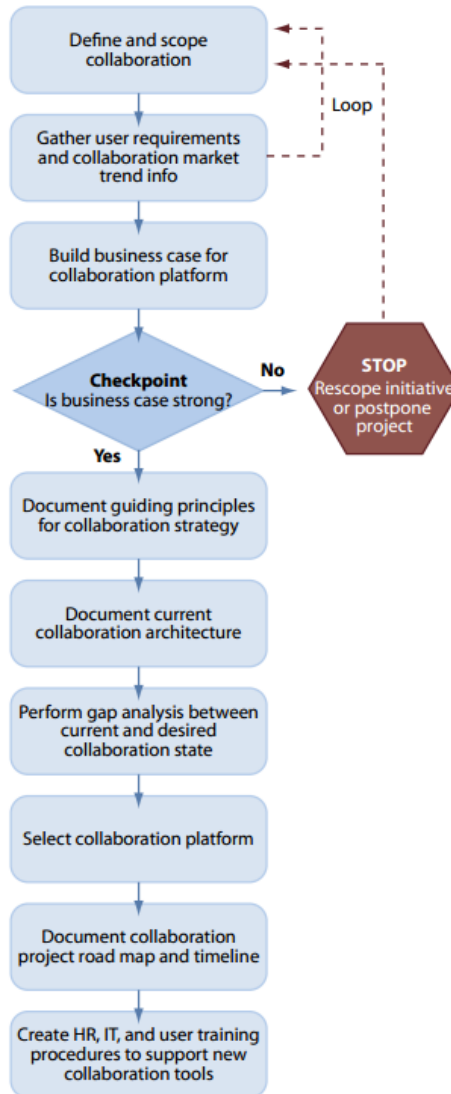 Define and scope
collaboration
Loop
Gather user requirements
and collaboration market
trend info
Build business case for
collaboration platform
Checkpoint
Is business case strong?
No
STOP
Rescope initiative
or postpone
project
Yes
Document guiding principles
for collaboration strategy
Document current
collaboration architecture
Perform gap analysis between
current and desired
collaboration state
Select collaboration platform
Document collaboration
project road map and timeline
Create HR, IT, and user training
procedures to support new
collaboration tools